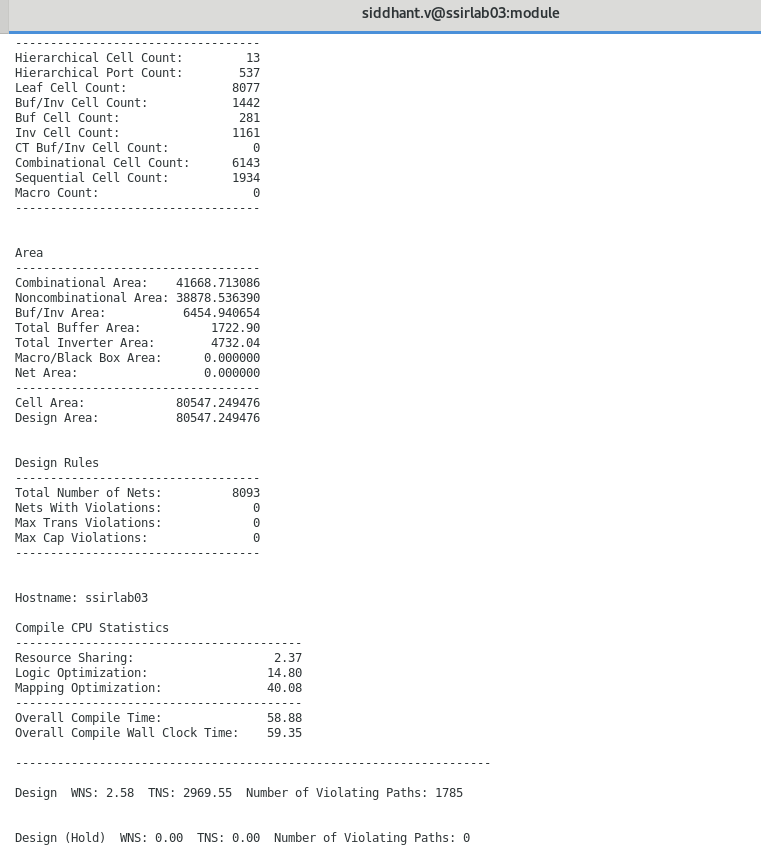 siddhant.v@ssirlab03:module
-----------------------------------
Hierarchical Cell Count:         13
Hierarchical Port Count:        537
Leaf Cell Count:               8077
Buf/Inv Cell Count:            1442
Buf Cell Count:                 281
Inv Cell Count:                1161
CT Buf/Inv Cell Count:            0
Combinational Cell Count:      6143
Sequential Cell Count:         1934
Macro Count:                      0
-----------------------------------
Area
-----------------------------------
Combinational Area:    41668.713086
Noncombinational Area: 38878.536390
Buf/Inv Area:           6454.940654
Total Buffer Area:          1722.90
Total Inverter Area:        4732.04
Macro/Black Box Area:      0.000000
Net Area:                  0.000000
-----------------------------------
Cell Area:             80547.249476
Design Area:           80547.249476
Design Rules
-----------------------------------
Total Number of Nets:          8093
Nets With Violations:             0
Max Trans Violations:             0
Max Cap Violations:               0
-----------------------------------
Hostname: ssirlab03
Compile CPU Statistics
-----------------------------------------
Resource Sharing:                    2.37
Logic Optimization:                 14.80
Mapping Optimization:               40.08
-----------------------------------------
Overall Compile Time:               58.88
Overall Compile Wall Clock Time:    59.35
--------------------------------------------------------------------
Design  WNS: 2.58  TNS: 2969.55  Number of Violating Paths: 1785
Design (Hold)  WNS: 0.00  TNS: 0.00  Number of Violating Paths: 0